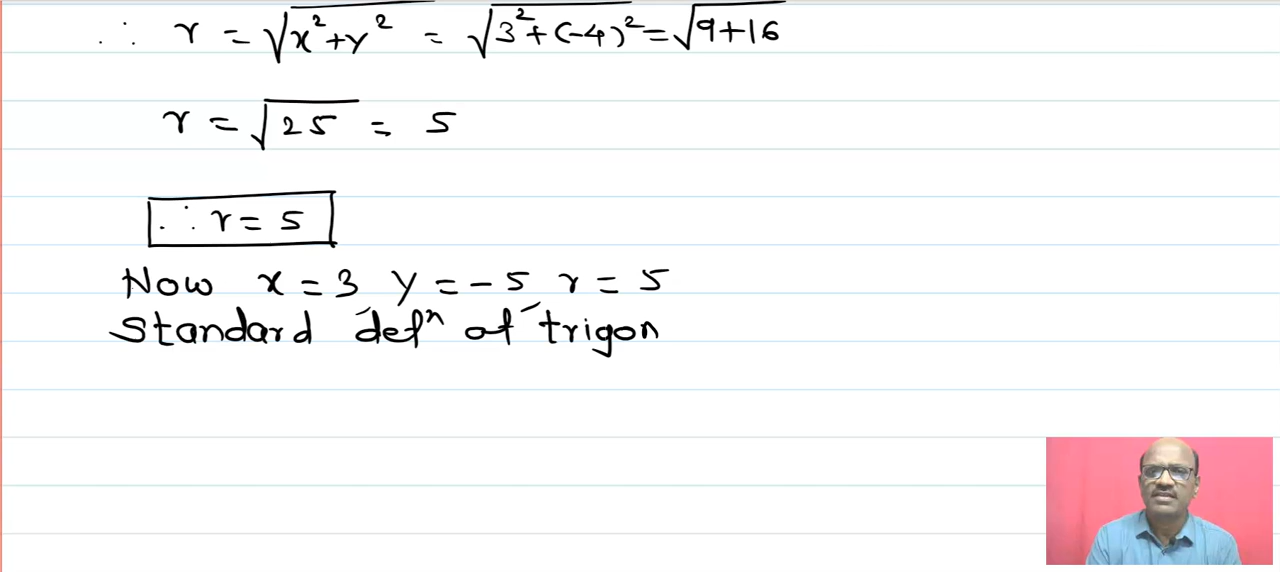 ∴ r = √x²+y² = √3²+(-4)² = √9+16
r = √25 = 5
∴ r = 5
Now x = 3 y = -5 r = 5
Standard defⁿ of trigon